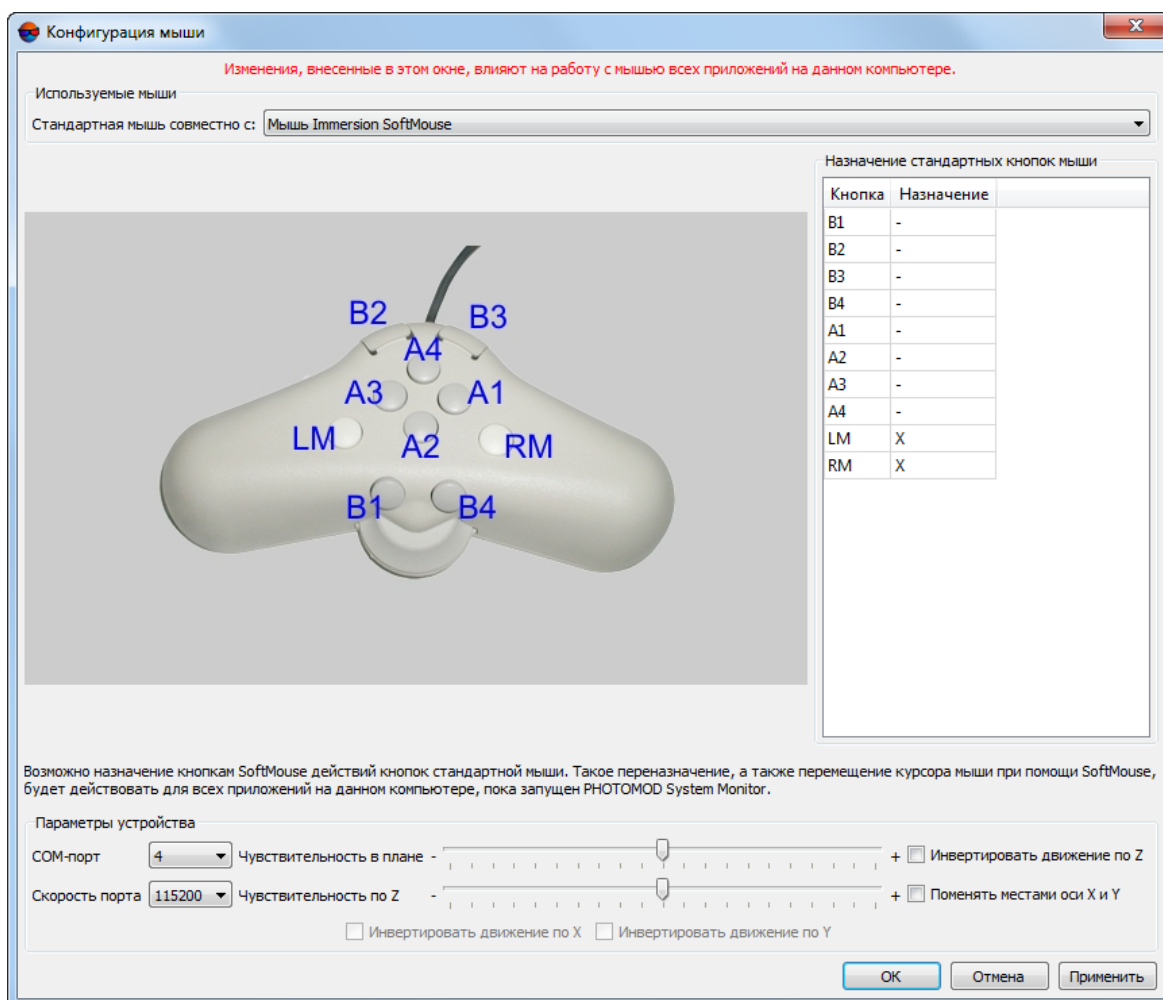 Конфигурация мыши
Изменения, внесенные в этом окне, влияют на работу с мышью всех приложений на данном компьютере.
Используемые мыши
Стандартная мышь совместно с: Мышь Immersion SoftMouse
Назначение стандартных кнопок мыши
Кнопка Назначение
B1 -
B2 -
B3 -
B4 -
A1 -
A2 -
A3 -
A4 -
LM X
RM X
B2 B3
A4
A3 A1
LM A2 RM
B1 B4
Возможно назначение кнопкам SoftMouse действий кнопок стандартной мыши. Такое переназначение, а также перемещение курсора мыши при помощи SoftMouse,
будет действовать для всех приложений на данном компьютере, пока запущен PHOTOMOD System Monitor.
Параметры устройства
COM-порт 4 Чувствительность в плане - + Инвертировать движение по Z
Скорость порта 115200 Чувствительность по Z - + Поменять местами оси X и Y
Инвертировать движение по X Инвертировать движение по Y
OK Отмена Применить